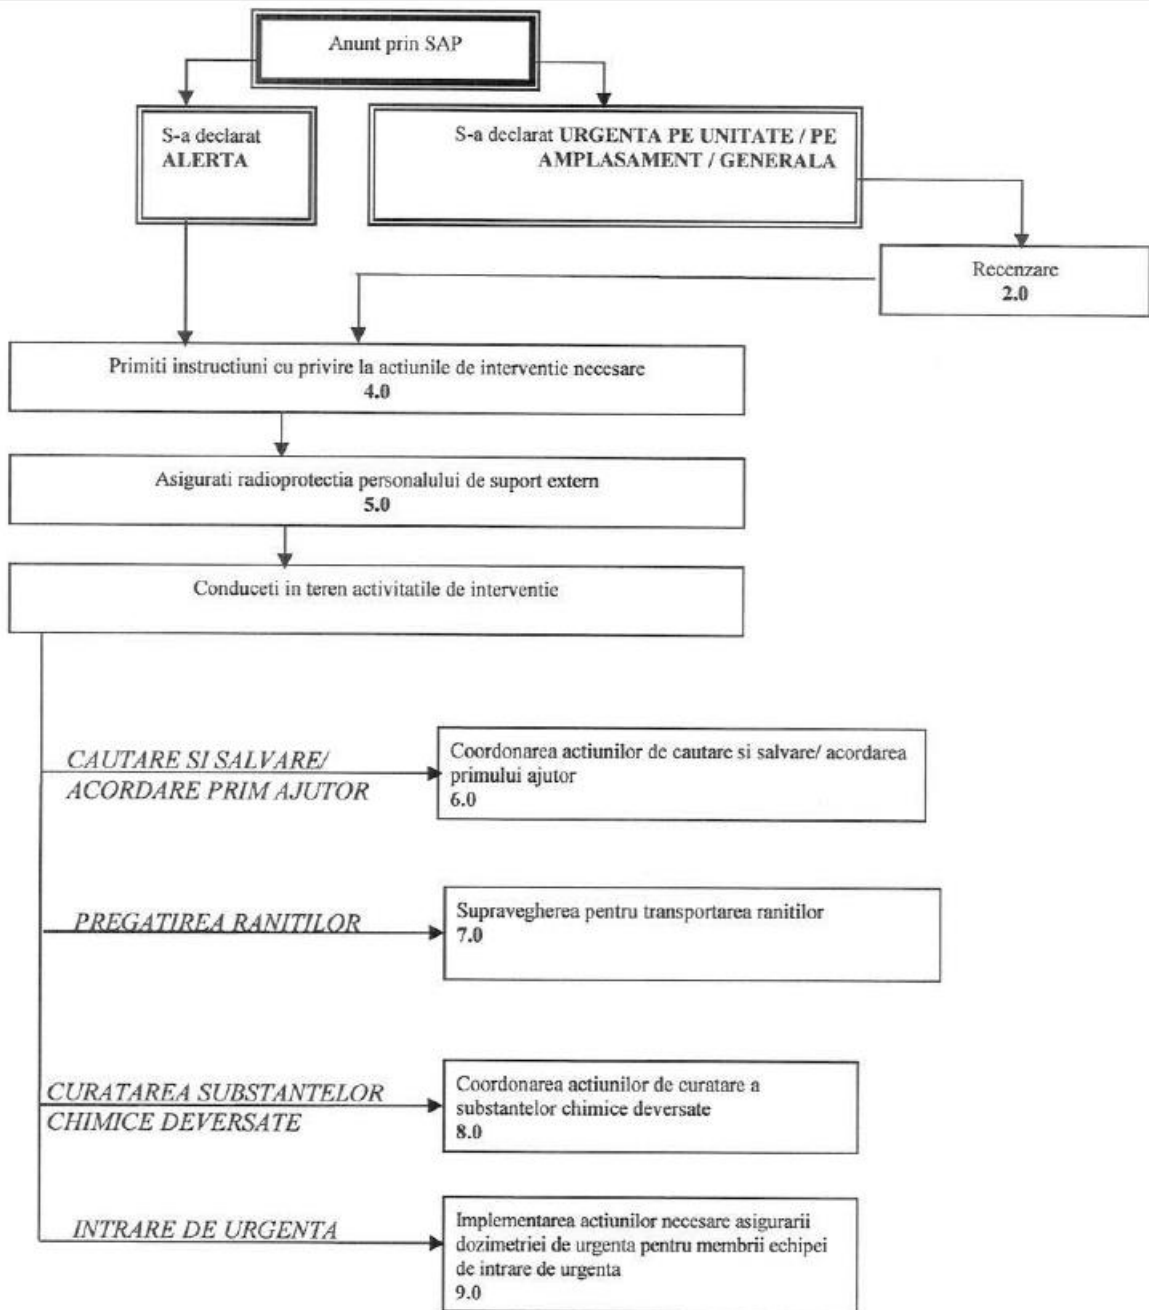 Anunt prin SAP
S-a declarat
ALERTA
S-a declarat URGENTA PE UNITATE / PE
AMPLASAMENT / GENERALA
Recenzare
2.0
Primiti instructiuni cu privire la actiunile de interventie necesare
4.0
Asigurati radioprotectia personalului de suport extern
5.0
Conduceti in teren activitatile de interventie
CAUTARE SI SALVARE/
ACORDARE PRIM AJUTOR
Coordonarea actiunilor de cautare si salvare/ acordarea
primului ajutor
6.0
PREGATIREA RANITILOR
Supravegherea pentru transportarea ranitilor
7.0
CURATAREA SUBSTANTELOR
CHIMICE DEVERSATE
Coordonarea actiunilor de curatare a
substantelor chimice deversate
8.0
INTRARE DE URGENTA
Implementarea actiunilor necesare asigurarii
dozimetriei de urgenta pentru membrii echipei
de intrare de urgenta
9.0